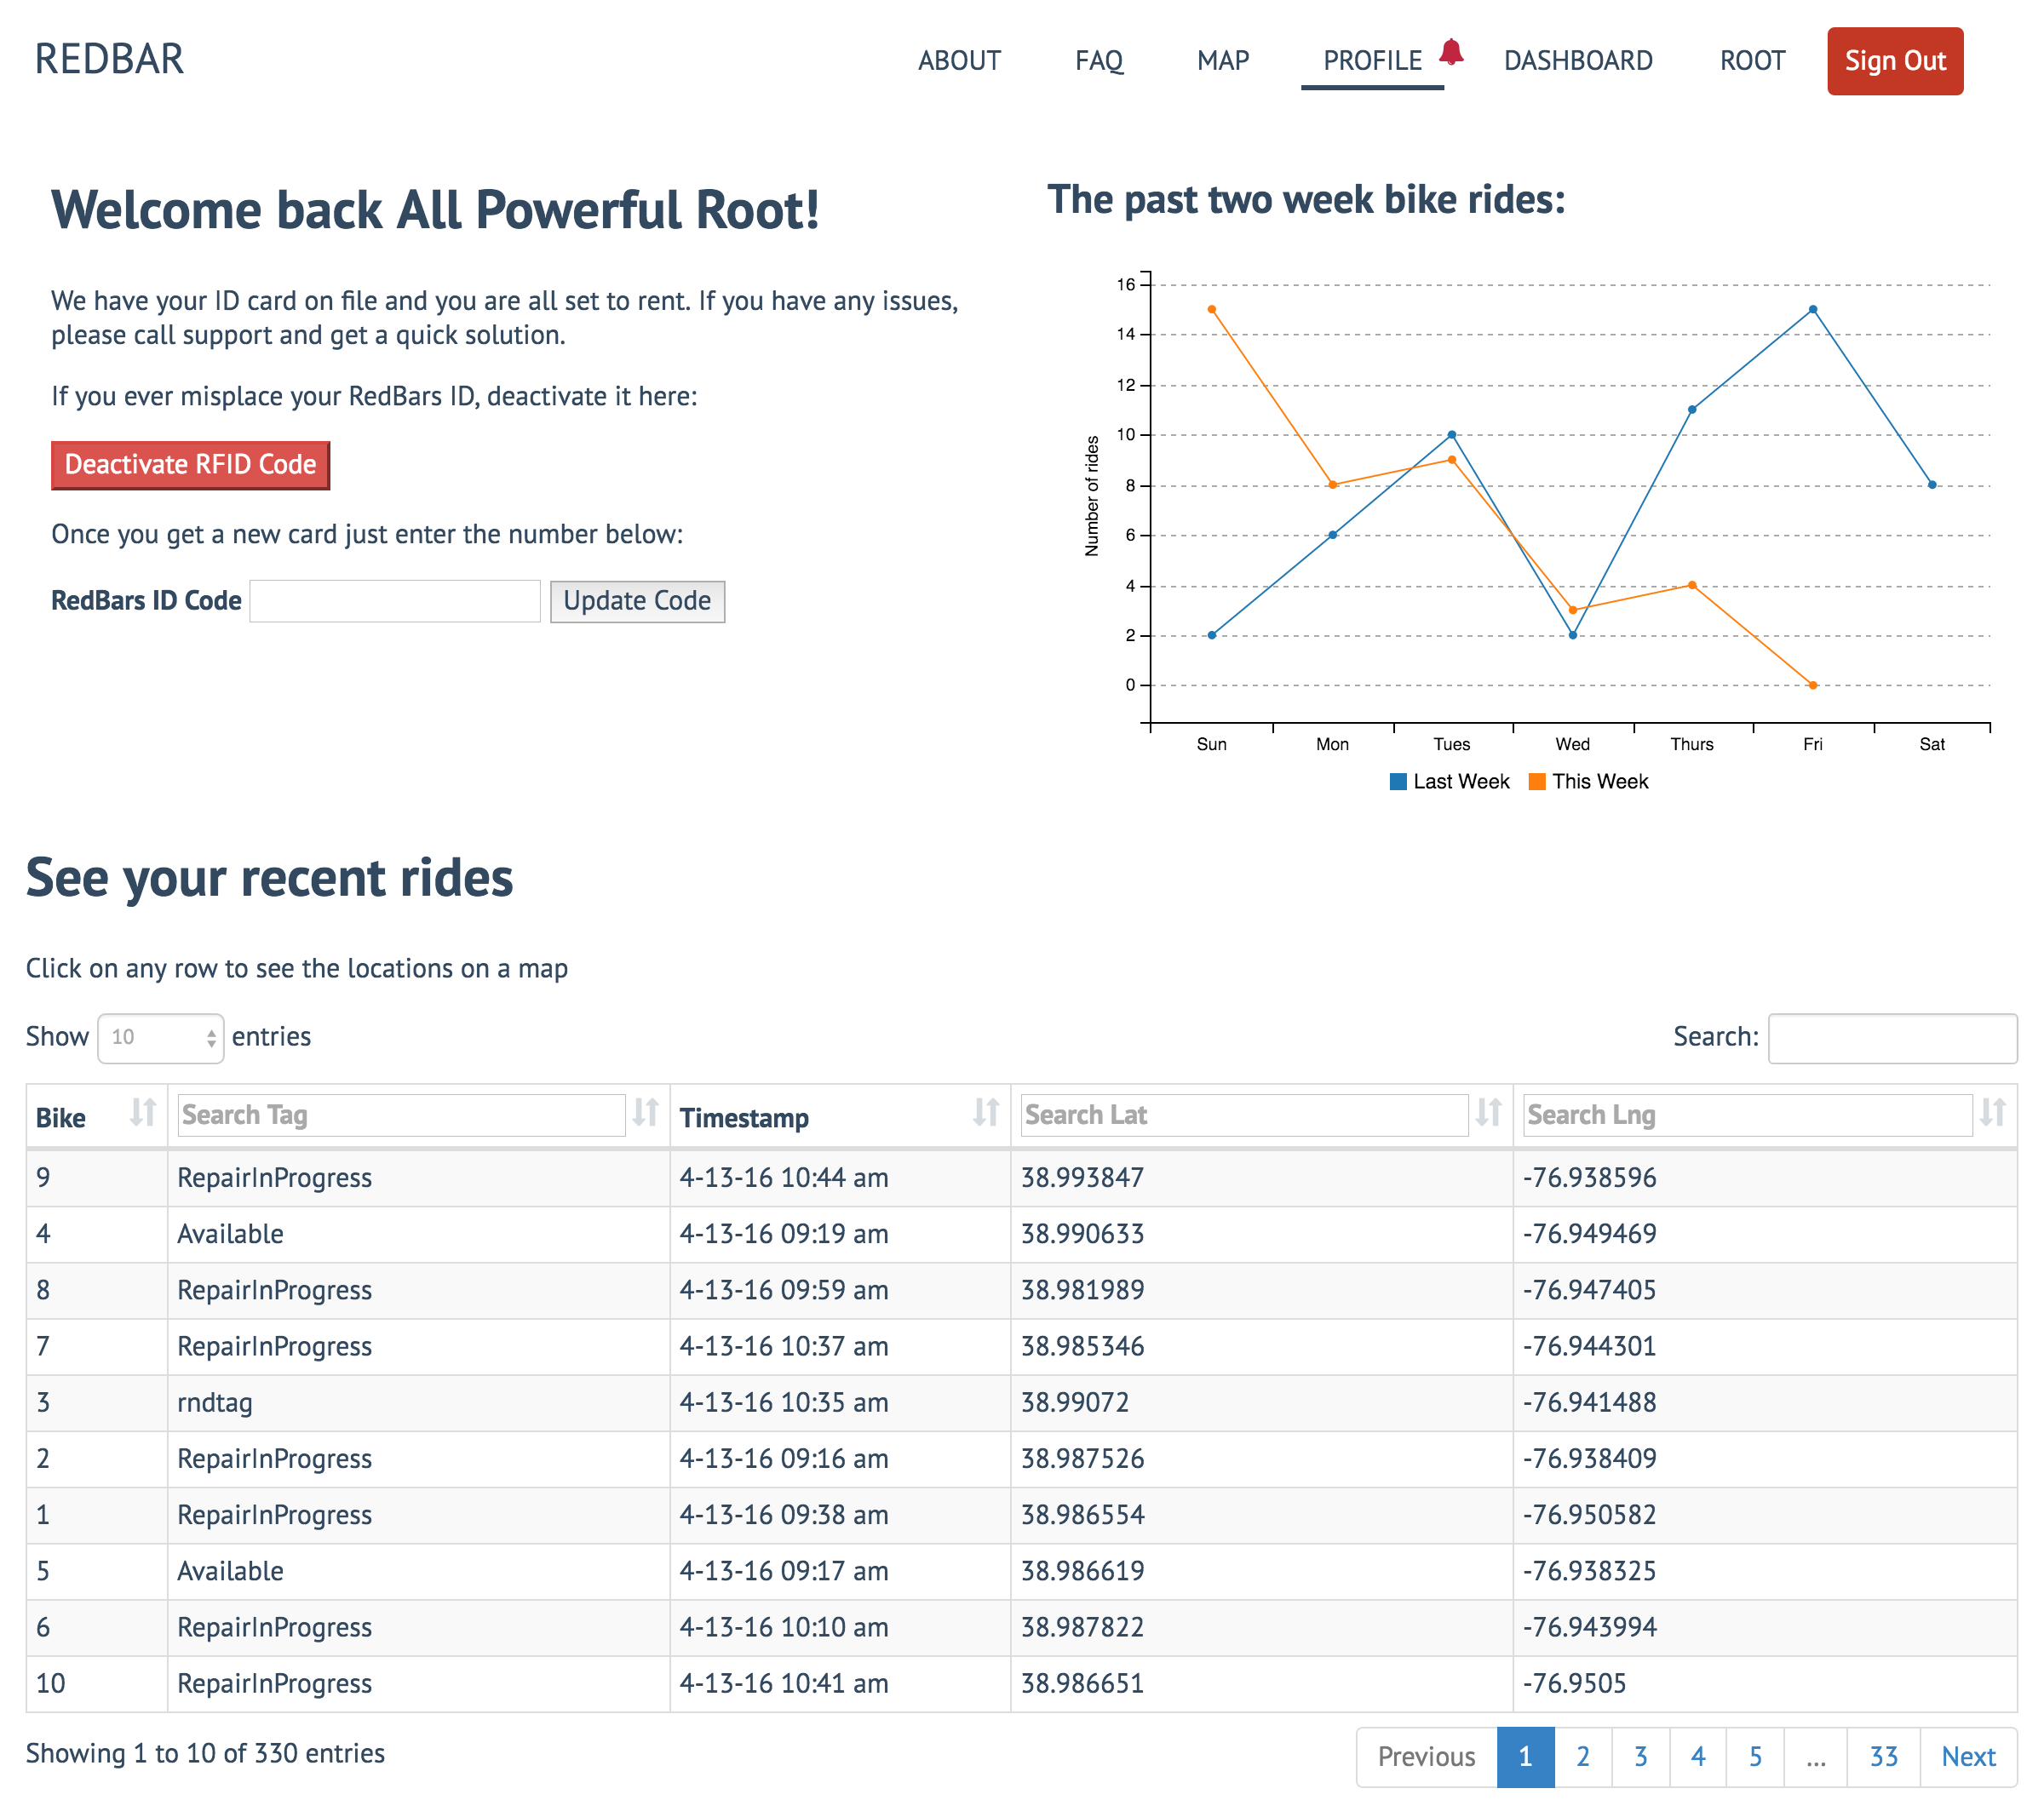 REDBAR
ABOUT FAQ MAP PROFILE DASHBOARD ROOT Sign Out
Welcome back All Powerful Root!
We have your ID card on file and you are all set to rent. If you have any issues,
please call support and get a quick solution.
If you ever misplace your RedBars ID, deactivate it here:
Deactivate RFID Code
Once you get a new card just enter the number below:
RedBars ID Code Update Code
The past two week bike rides:
Number of rides
16
14
12
10
8
6
4
2
0
Sun Mon Tues Wed Thurs Fri Sat
Last Week This Week
See your recent rides
Click on any row to see the locations on a map
Show 10 entries Search:
Bike Search Tag Timestamp Search Lat Search Lng
9 RepairInProgress 4-13-16 10:44 am 38.993847 -76.938596
4 Available 4-13-16 09:19 am 38.990633 -76.949469
8 RepairInProgress 4-13-16 09:59 am 38.981989 -76.947405
7 RepairInProgress 4-13-16 10:37 am 38.985346 -76.944301
3 rndtag 4-13-16 10:35 am 38.99072 -76.941488
2 RepairInProgress 4-13-16 09:16 am 38.987526 -76.938409
1 RepairInProgress 4-13-16 09:38 am 38.986554 -76.950582
5 Available 4-13-16 09:17 am 38.986619 -76.938325
6 RepairInProgress 4-13-16 10:10 am 38.987822 -76.943994
10 RepairInProgress 4-13-16 10:41 am 38.986651 -76.9505
Showing 1 to 10 of 330 entries
Previous 1 2 3 4 5 ... 33 Next